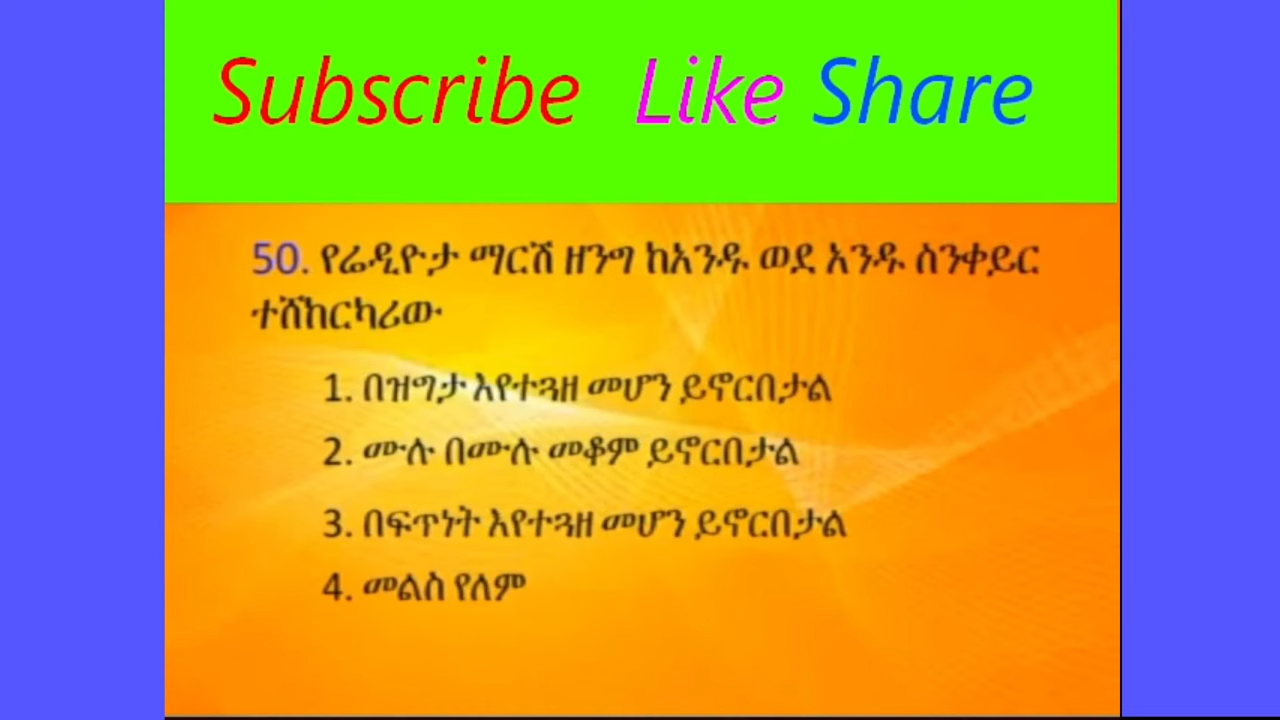 Subscribe Like Share
50. የሬዲዮታ ማርሽ ዘንግ ከአንዱ ወደ አንዱ ስንቀይር
ተሽከርካሪው
1. በዝግታ እየተጓዘ መሆን ይኖርበታል
2. ሙሉ በሙሉ መቆም ይኖርበታል
3. በፍጥነት እየተጓዘ መሆን ይኖርበታል
4. መልስ የለም